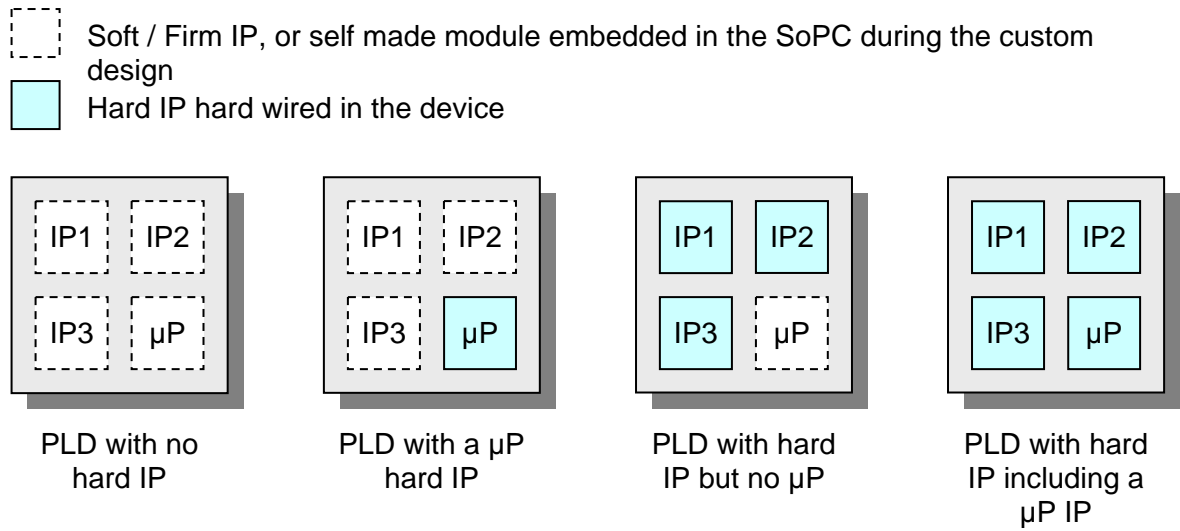 Soft / Firm IP, or self made module embedded in the SoPC during the custom
design
Hard IP hard wired in the device
IP1 IP2
IP3 µP
PLD with no
hard IP
IP1 IP2
IP3 µP
PLD with a µP
hard IP
IP1 IP2
IP3 µP
PLD with hard
IP but no µP
IP1 IP2
IP3 µP
PLD with hard
IP including a
µP IP